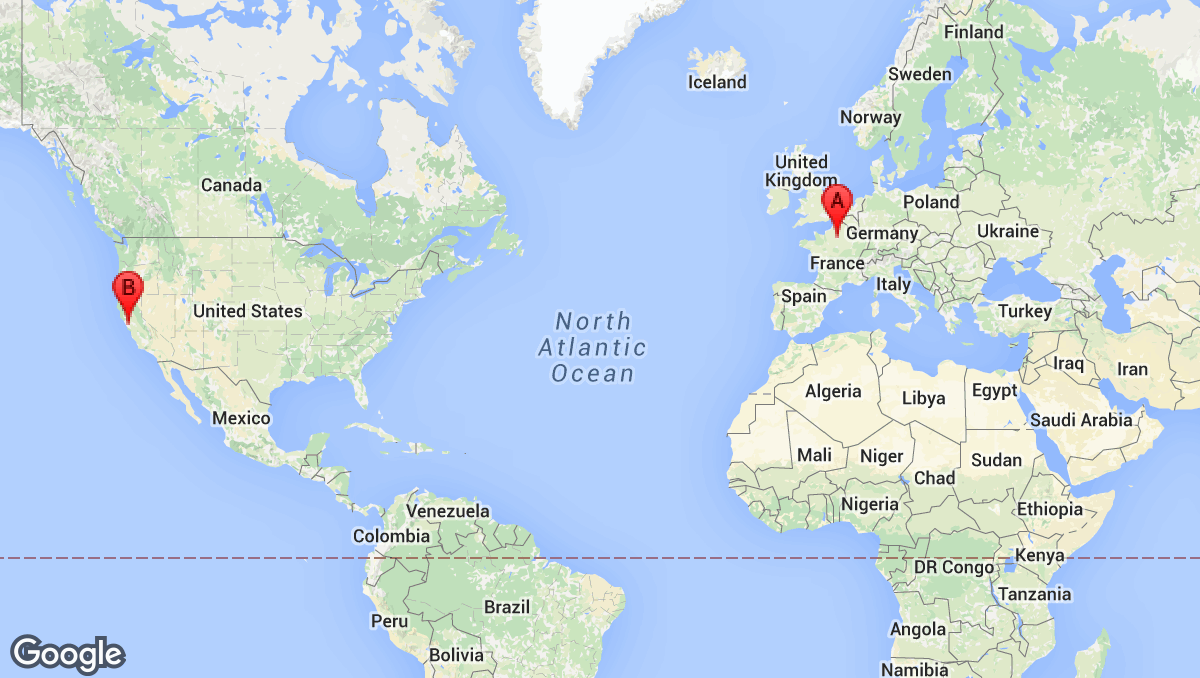 Finland
Sweden
Iceland
Norway
United
Kingdom
Canada
A
Poland
Germany
Ukraine
France
Italy
B
Spain
United States
Turkey
North
Atlantic
Ocean
Iraq
Iran
Algeria
Libya
Egypt
Mexico
Saudi Arabia
Mali
Niger
Sudan
Chad
Venezuela
Nigeria
Ethiopia
Colombia
Kenya
DR Congo
Tanzania
Brazil
Peru
Angola
Google
Bolivia
Namibia